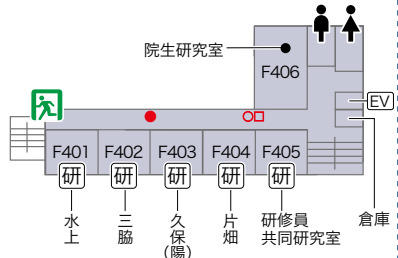 院生研究室
F406
EV
F401
F402
F403
F404
F405
研
研
研
研
研
水上
三脇
久保(陽)
片畑
研修員
共同研究室
倉庫